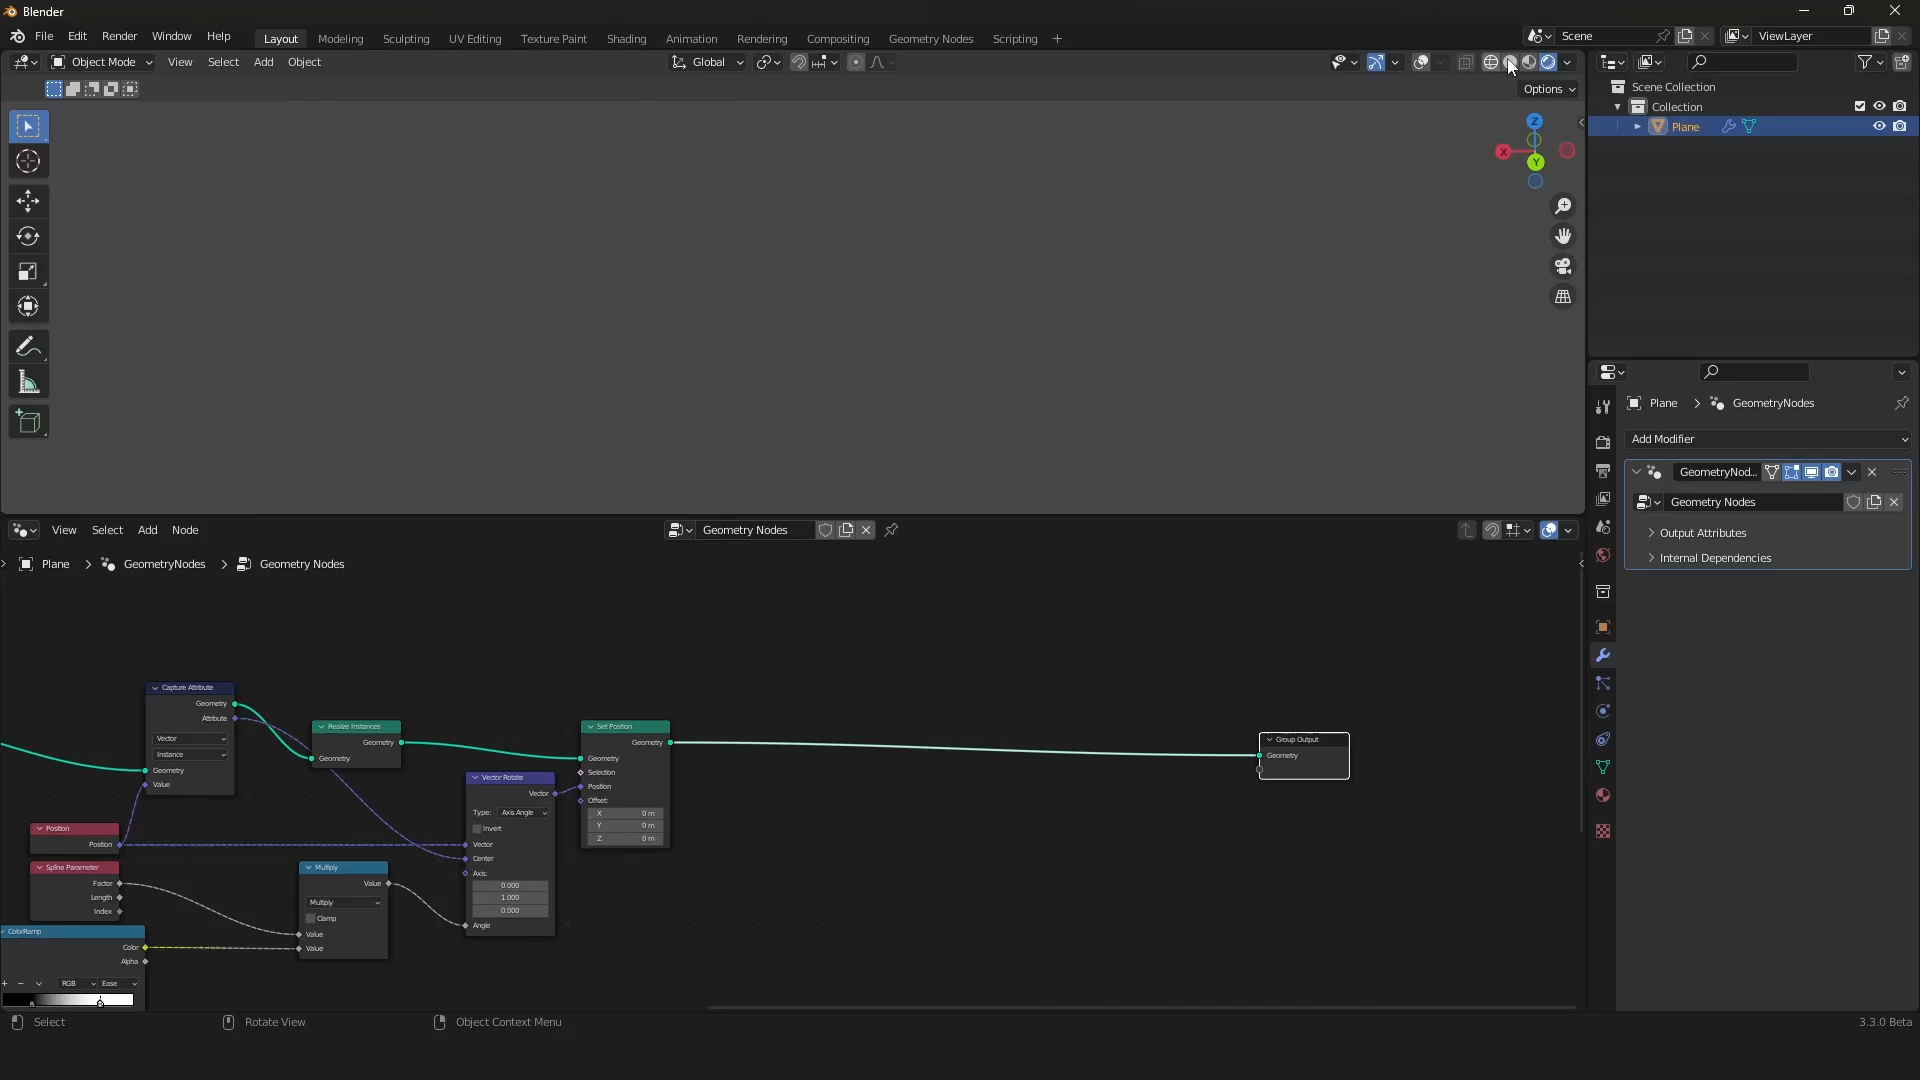 Blender
File Edit Render Window Help Layout Modeling Sculpting UV Editing Texture Paint Shading Animation Rendering Compositing Geometry Nodes Scripting + Scene ViewLayer
Object Mode View Select Add Object Global
Options
Z
X
Y
Scene Collection
Collection
Plane
Plane GeometryNodes
Add Modifier
GeometryNod...
Geometry Nodes
Output Attributes
Internal Dependencies
View Select Add Node Geometry Nodes
Plane GeometryNodes Geometry Nodes
Capture Attribute
Geometry
Attribute
Vector
Instance
Geometry
Value
Realize Instances
Geometry
Geometry
Set Position
Geometry
Geometry
Selection
Position
Offset:
X 0 m
Y 0 m
Z 0 m
Group Output
Geometry
Vector Rotate
Vector
Type: Axis Angle
Invert
Vector
Center
Axis:
0.000
1.000
0.000
Angle
Position
Position
Spline Parameter
Factor
Length
Index
Multiply
Value
Multiply
Clamp
Value
Value
ColorRamp
Color
Alpha
RGB Ease
Select Rotate View Object Context Menu 3.3.0 Beta